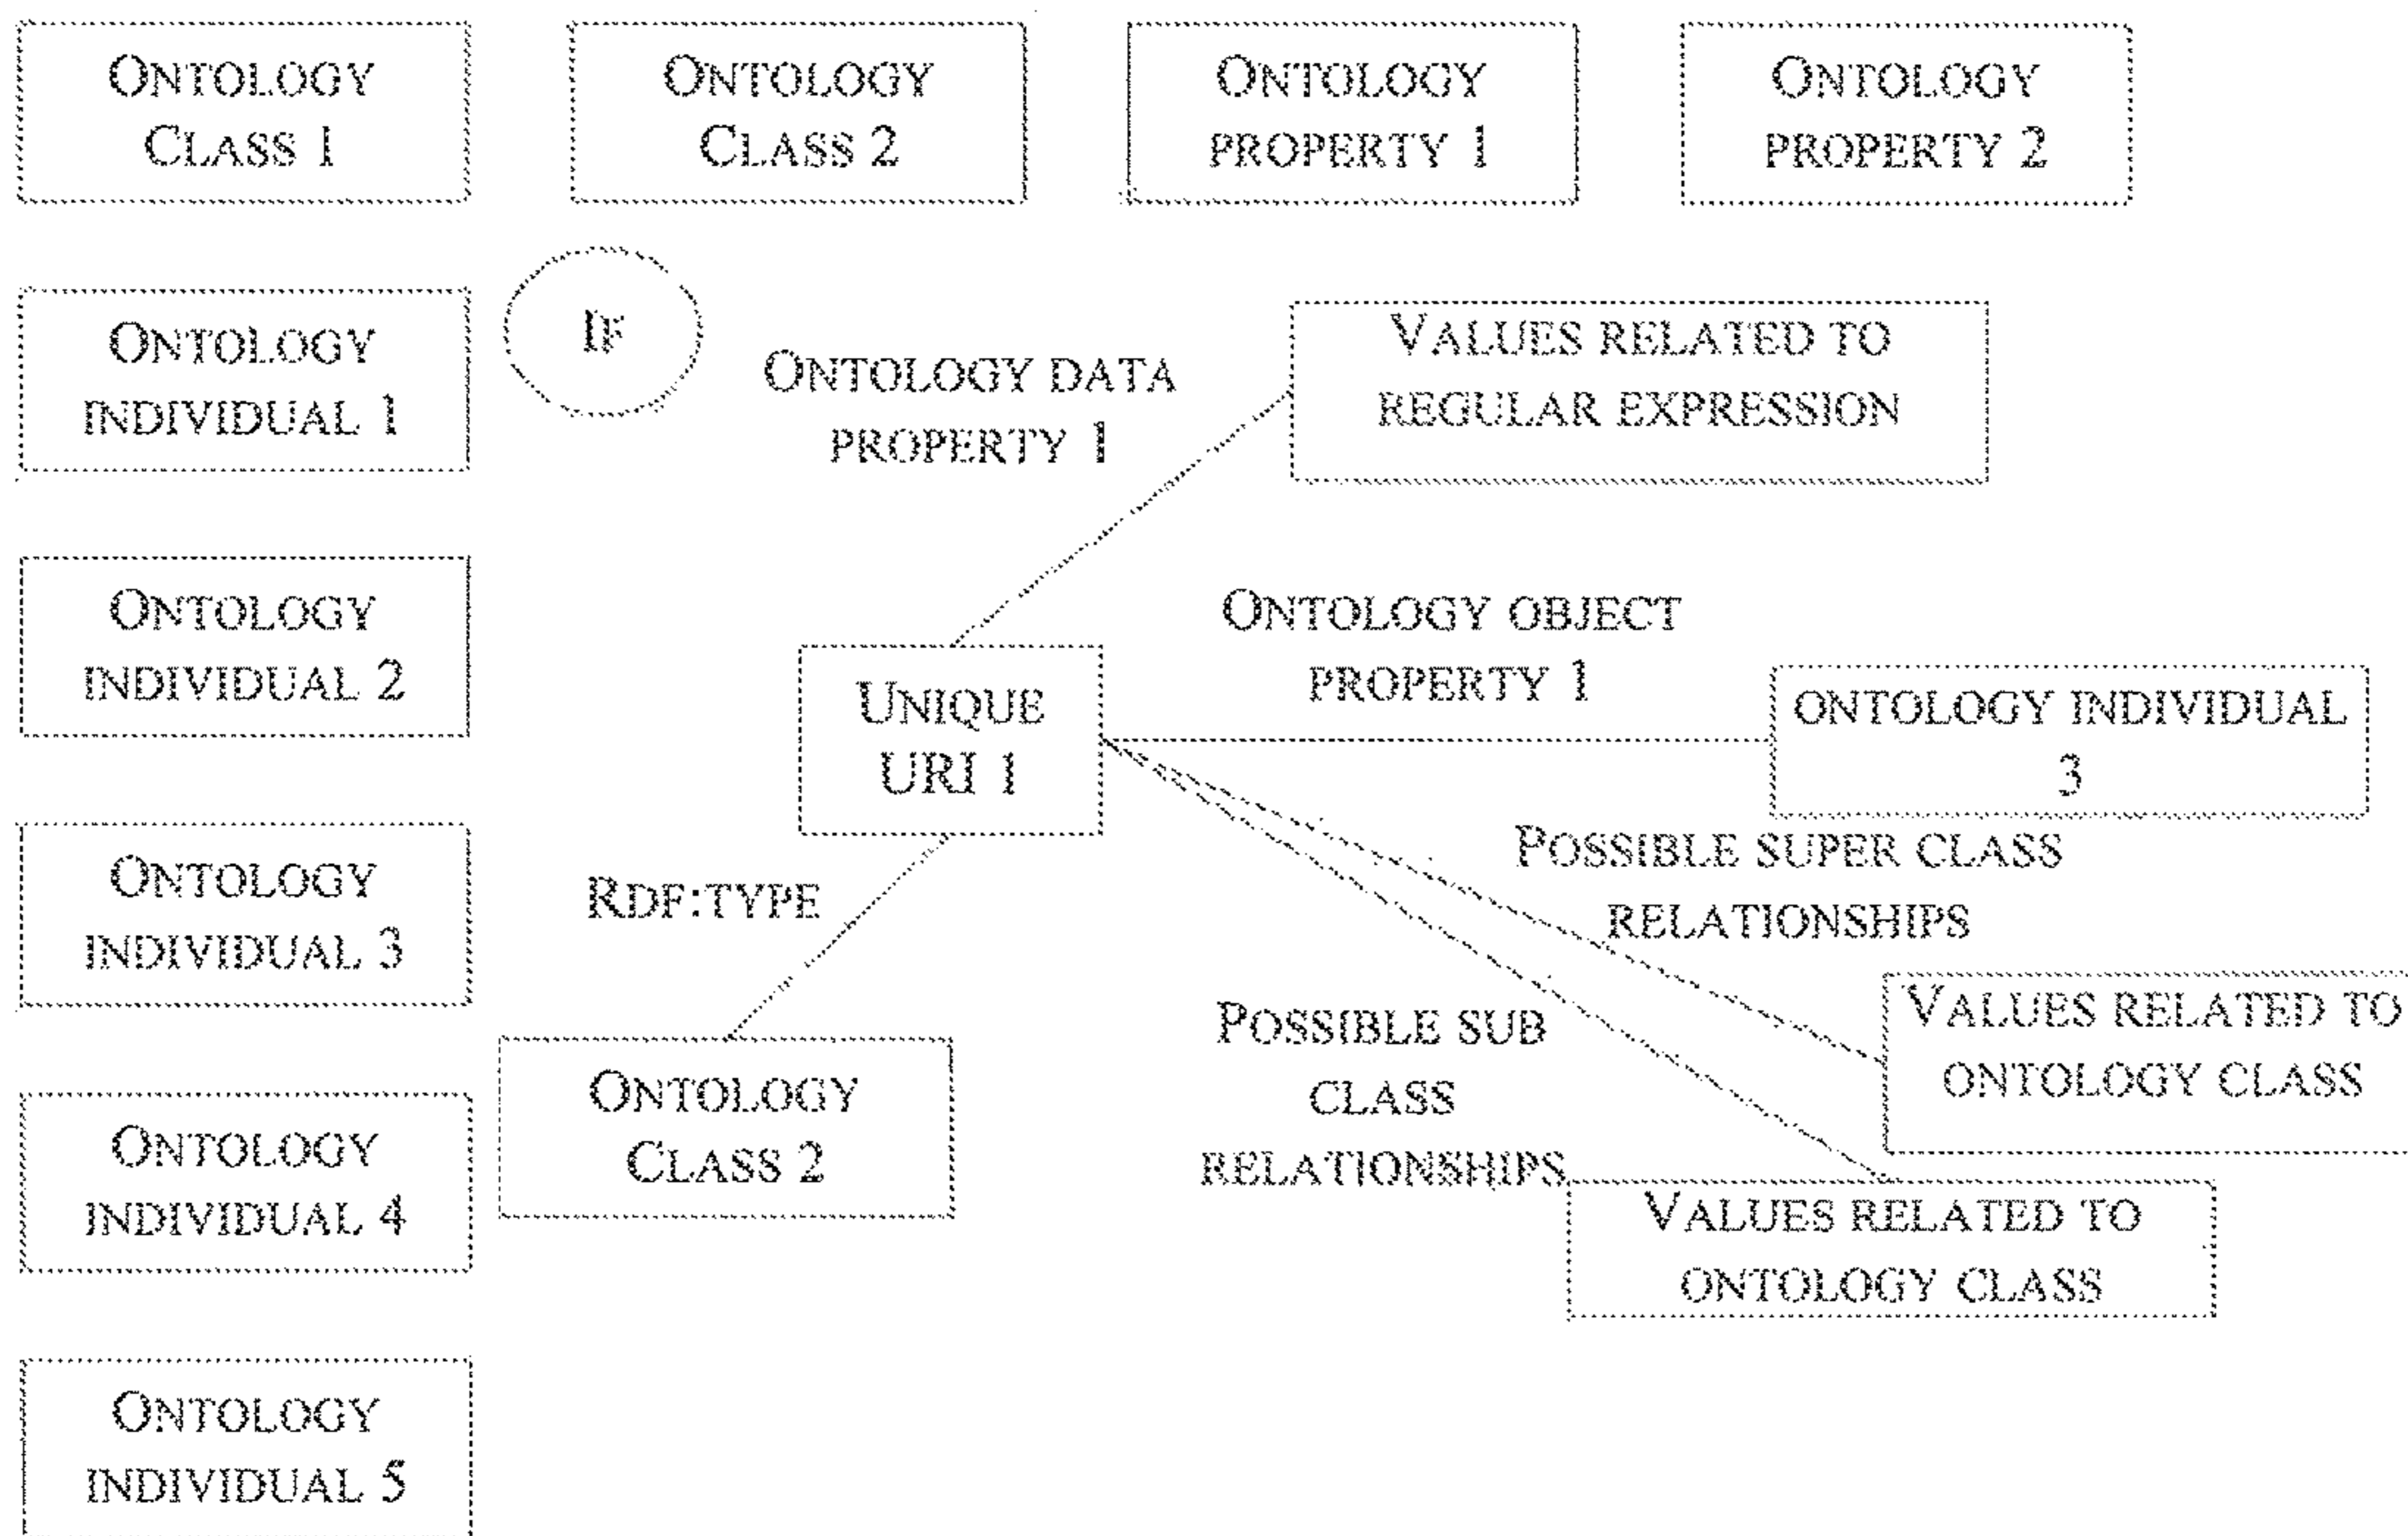 ONTOLOGY
CLASS 1
ONTOLOGY
CLASS 2
ONTOLOGY
PROPERTY 1
ONTOLOGY
PROPERTY 2
ONTOLOGY
INDIVIDUAL 1
IF
ONTOLOGY DATA
PROPERTY 1
VALUES RELATED TO
REGULAR EXPRESSION
ONTOLOGY
INDIVIDUAL 2
UNIQUE
URI 1
ONTOLOGY OBJECT
PROPERTY 1
ONTOLOGY INDIVIDUAL
3
ONTOLOGY
INDIVIDUAL 3
RDF:TYPE
POSSIBLE SUPER CLASS
RELATIONSHIPS
POSSIBLE SUB
CLASS
RELATIONSHIPS
VALUES RELATED TO
ONTOLOGY CLASS
ONTOLOGY
INDIVIDUAL 4
ONTOLOGY
CLASS 2
VALUES RELATED TO
ONTOLOGY CLASS
ONTOLOGY
INDIVIDUAL 5